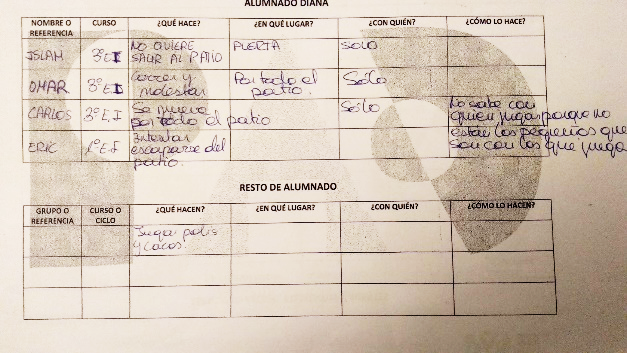 ALUMNADO DIANA
NOMBRE O REFERENCIA CURSO ¿QUÉ HACE? ¿EN QUÉ LUGAR? ¿CON QUIÉN? ¿CÓMO LO HACE?
ISLAM 3º E.I NO QUIERE SALIR AL PATIO PUERTA SOLO
OMAR 3º E.I Correr y molestar Por todo el patio. Sólo
CARLOS 3º E.I Se mueve por todo el patio Sólo No sabe con quien jugar porque no están los pequeños que son con los que juega
ERIC 1º E.I Intentar escaparse del patio.
RESTO DE ALUMNADO
GRUPO O REFERENCIA CURSO O CICLO ¿QUÉ HACEN? ¿EN QUÉ LUGAR? ¿CON QUIÉN? ¿CÓMO LO HACEN?
Jugar polis y cacos.